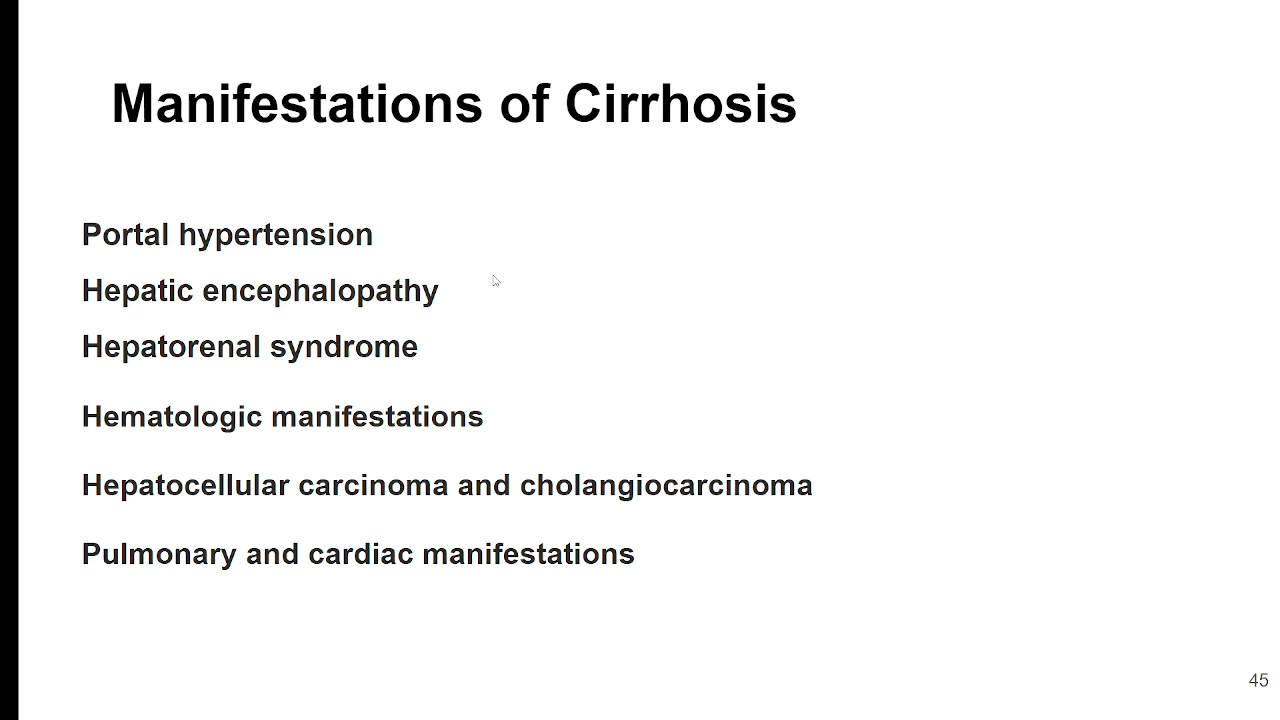 Manifestations of Cirrhosis
Portal hypertension
Hepatic encephalopathy
Hepatorenal syndrome
Hematologic manifestations
Hepatocellular carcinoma and cholangiocarcinoma
Pulmonary and cardiac manifestations
45